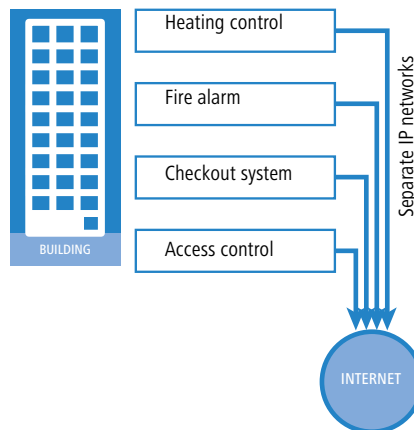 Heating control
Fire alarm
Checkout system
Access control
Separate IP networks
BUILDING
INTERNET